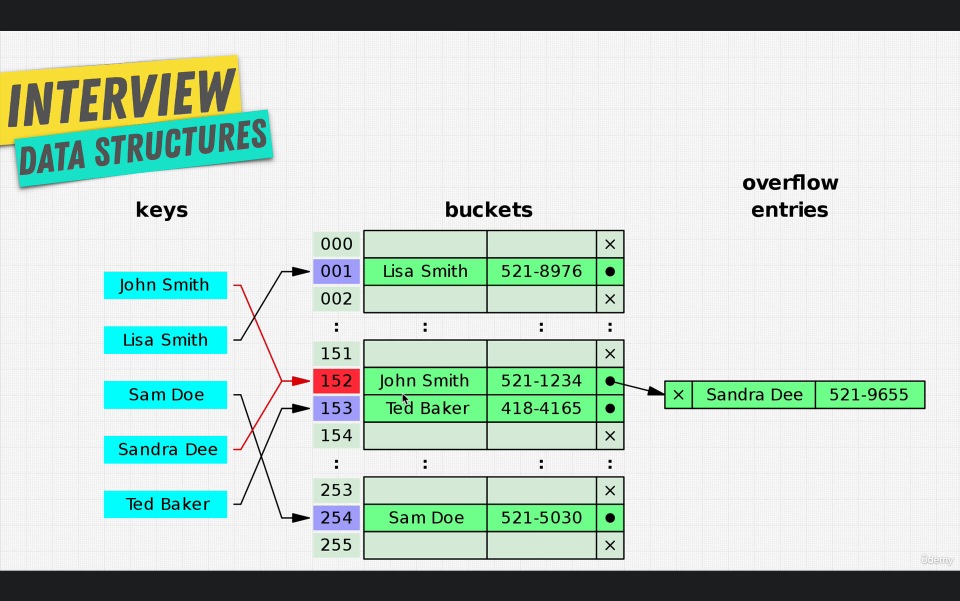 INTERVIEW
DATA STRUCTURES
keys
buckets
overflow
entries
John Smith
Lisa Smith
Sam Doe
Sandra Dee
Ted Baker
000 ×
001 Lisa Smith 521-8976 ●
002 ×
: : : :
151 ×
152 John Smith 521-1234 ●
153 Ted Baker 418-4165 ●
154 ×
: : : :
253 ×
254 Sam Doe 521-5030 ●
255 ×
× Sandra Dee 521-9655
ûdemy